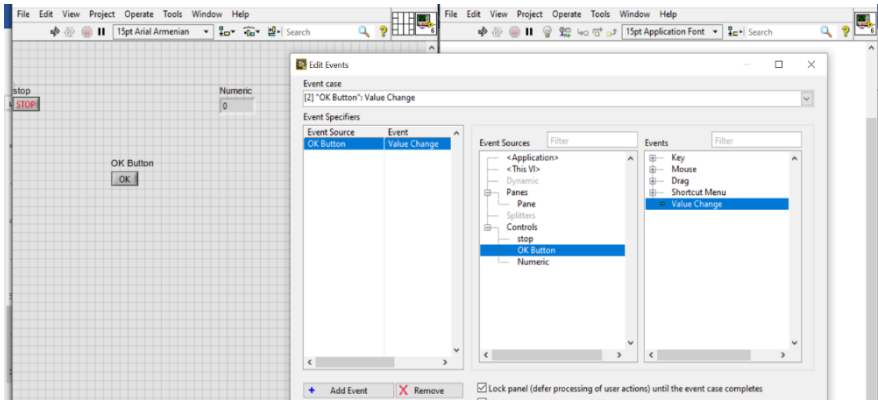 File Edit View Project Operate Tools Window Help
15pt Arial Armenian
Search
6
stop
STOP
Numeric
0
OK Button
OK
File Edit View Project Operate Tools Window Help
15pt Application Font
Search
6
Edit Events
Event case
[2] "OK Button": Value Change
Event Specifiers
Event Source Event
OK Button Value Change
Event Sources Filter
<Application>
<This VI>
Dynamic
Panes
Pane
Splitters
Controls
stop
OK Button
Numeric
Events Filter
Key
Mouse
Drag
Shortcut Menu
Value Change
Add Event Remove
Lock panel (defer processing of user actions) until the event case completes